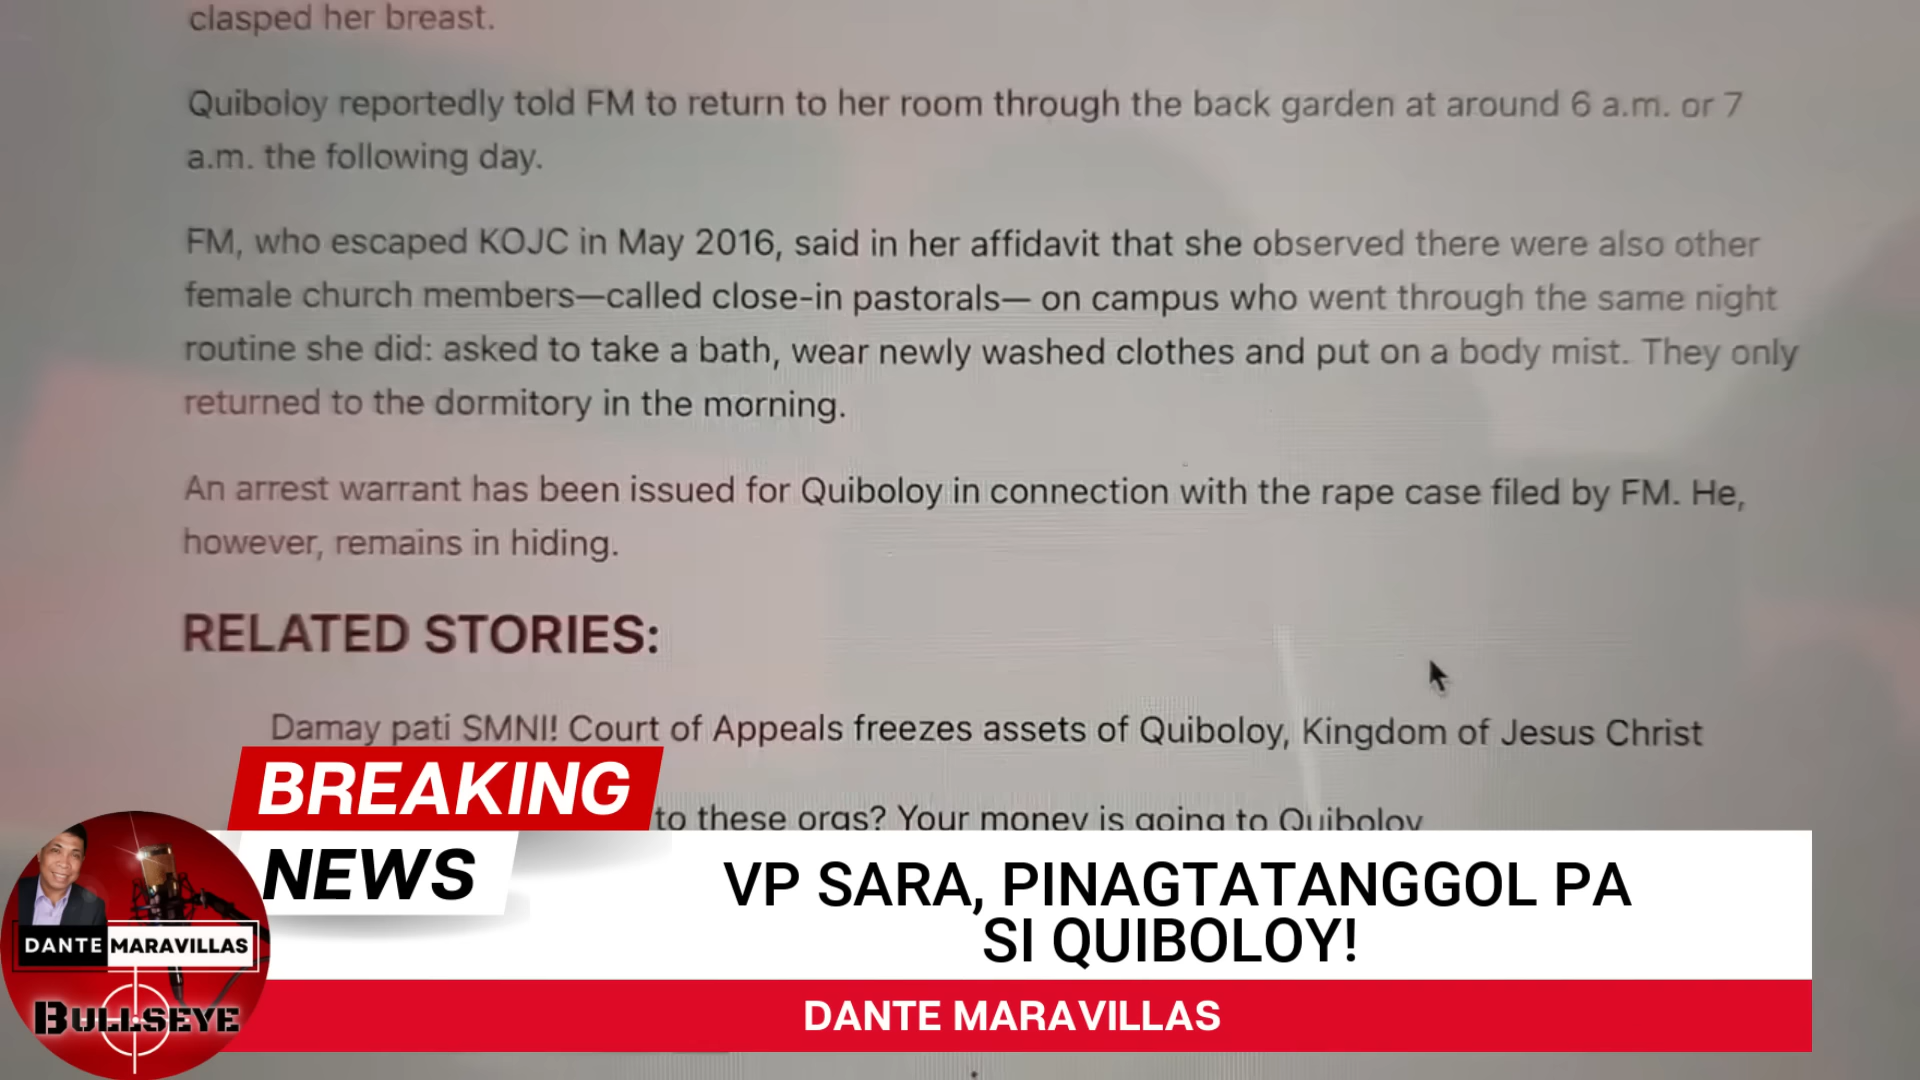 clasped her breast.
Quiboloy reportedly told FM to return to her room through the back garden at around 6 a.m. or 7
a.m. the following day.
FM, who escaped KOJC in May 2016, said in her affidavit that she observed there were also other
female church members—called close-in pastorals— on campus who went through the same night
routine she did: asked to take a bath, wear newly washed clothes and put on a body mist. They only
returned to the dormitory in the morning.
An arrest warrant has been issued for Quiboloy in connection with the rape case filed by FM. He,
however, remains in hiding.
RELATED STORIES:
Damay pati SMNI! Court of Appeals freezes assets of Quiboloy, Kingdom of Jesus Christ
to these orgs? Your money is going to Quiboloy
BREAKING
NEWS
VP SARA, PINAGTATANGGOL PA
SI QUIBOLOY!
DANTE MARAVILLAS
DANTE MARAVILLAS
BULLSEYE